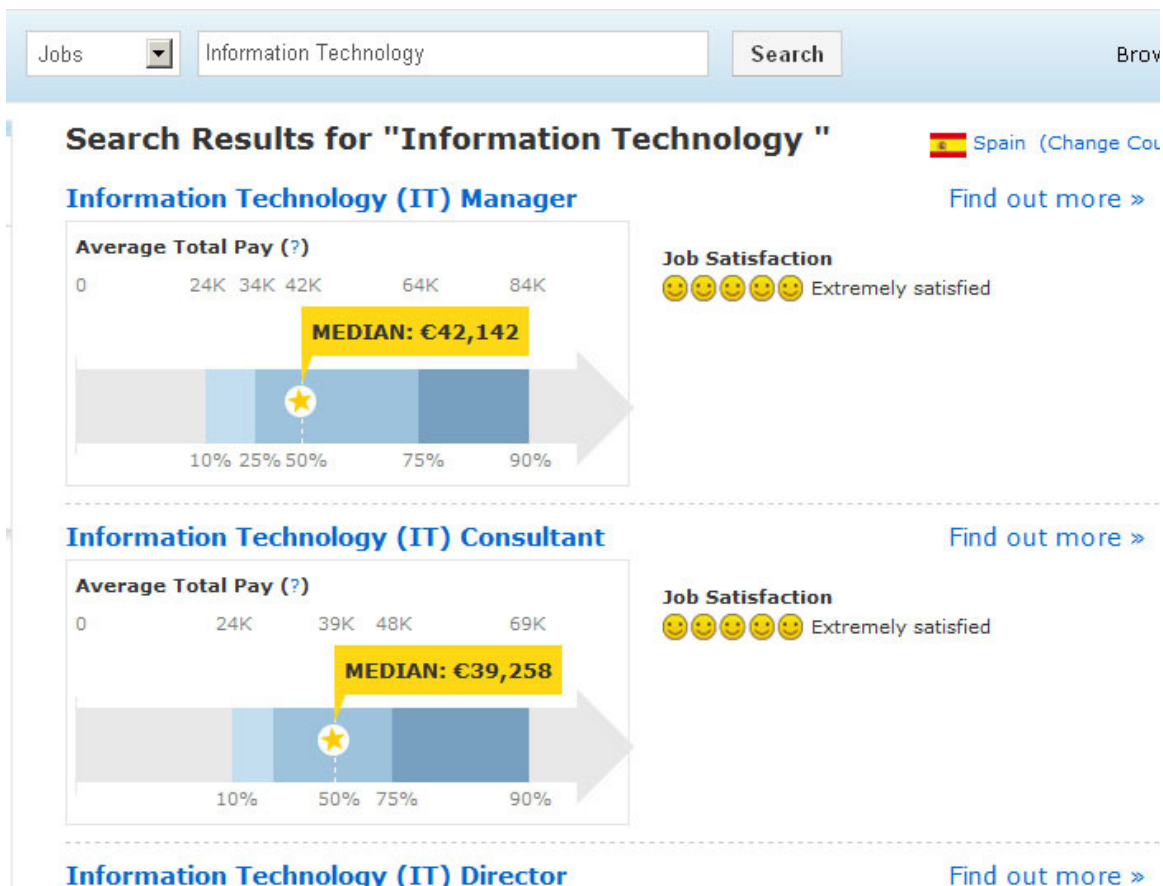 Jobs Information Technology Search
Search Results for "Information Technology "
Spain (Change
Information Technology (IT) Manager Find out more »
Average Total Pay (?)
0 24K 34K 42K 64K 84K
MEDIAN: €42,142
10% 25% 50% 75% 90%
Job Satisfaction
Extremely satisfied
Information Technology (IT) Consultant Find out more »
Average Total Pay (?)
0 24K 39K 48K 69K
MEDIAN: €39,258
10% 50% 75% 90%
Job Satisfaction
Extremely satisfied
Information Technology (IT) Director Find out more »